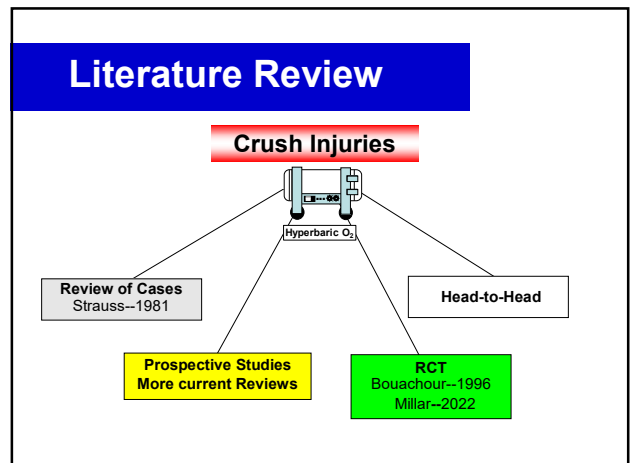 Literature Review
Crush Injuries
Hyperbaric O₂
Review of Cases
Strauss--1981
Head-to-Head
Prospective Studies
More current Reviews
RCT
Bouachour--1996
Millar--2022